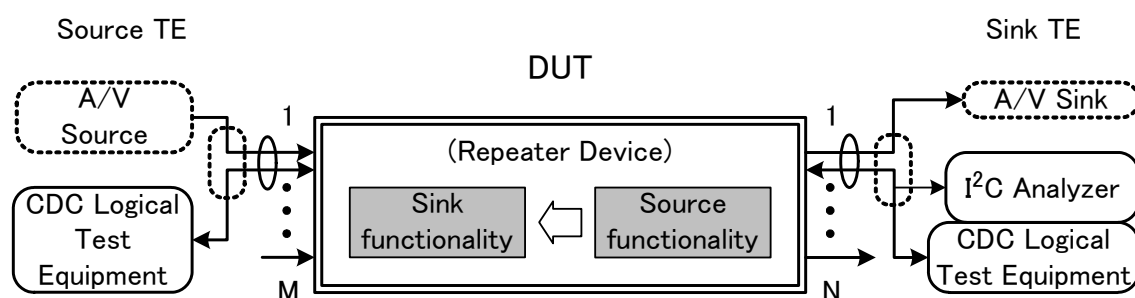 Source TE
Sink TE
DUT
A/V
Source
1
1
A/V Sink
(Repeater Device)
I²C Analyzer
CDC Logical
Test
Equipment
Sink
functionality
Source
functionality
CDC Logical
Test Equipment
M
N